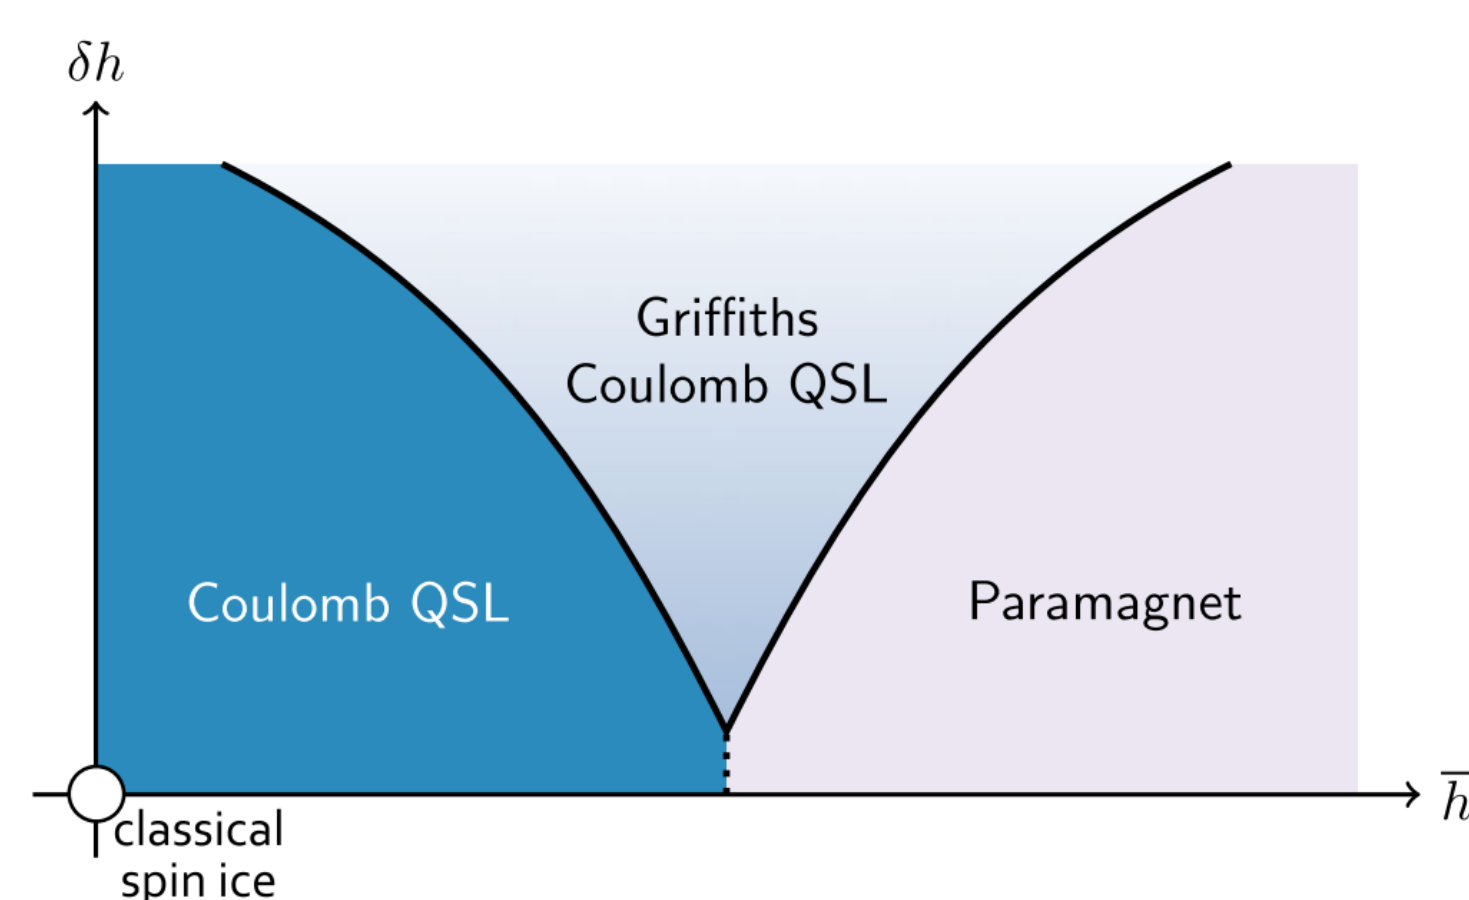 δh
Griffiths
Coulomb QSL
Coulomb QSL
Paramagnet
h̅
classical
spin ice